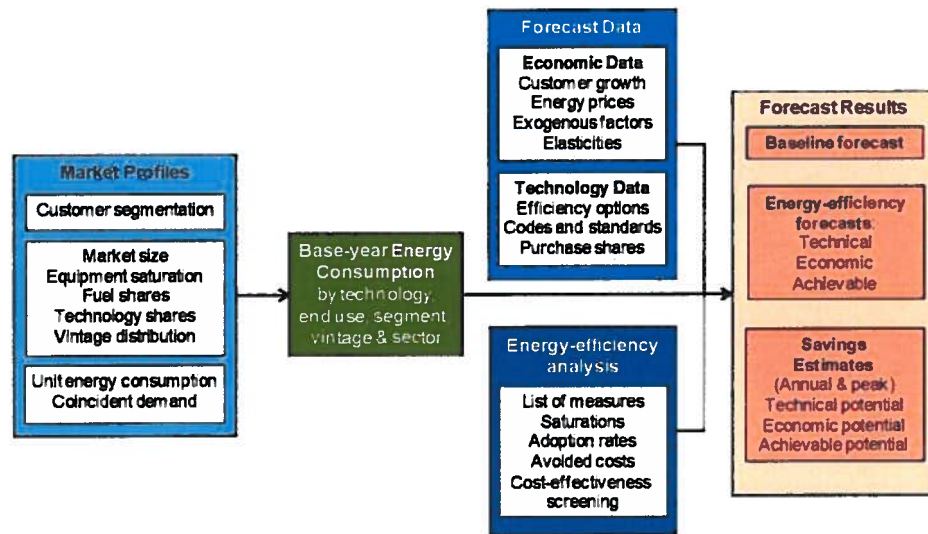 Market Profiles
Customer segmentation
Market size
Equipment saturation
Fuel shares
Technology shares
Vintage distribution
Unit energy consumption
Coincident demand
Base-year Energy
Consumption
by technology,
end use, segment
vintage & sector
Forecast Data
Economic Data
Customer growth
Energy prices
Exogenous factors
Elasticities
Technology Data
Efficiency options
Codes and standards
Purchase shares
Energy-efficiency
analysis
List of measures
Saturations
Adoption rates
Avoided costs
Cost-effectiveness
screening
Forecast Results
Baseline forecast
Energy-efficiency
forecasts:
Technical
Economic
Achievable
Savings
Estimates
(Annual & peak)
Technical potential
Economic potential
Achievable potential